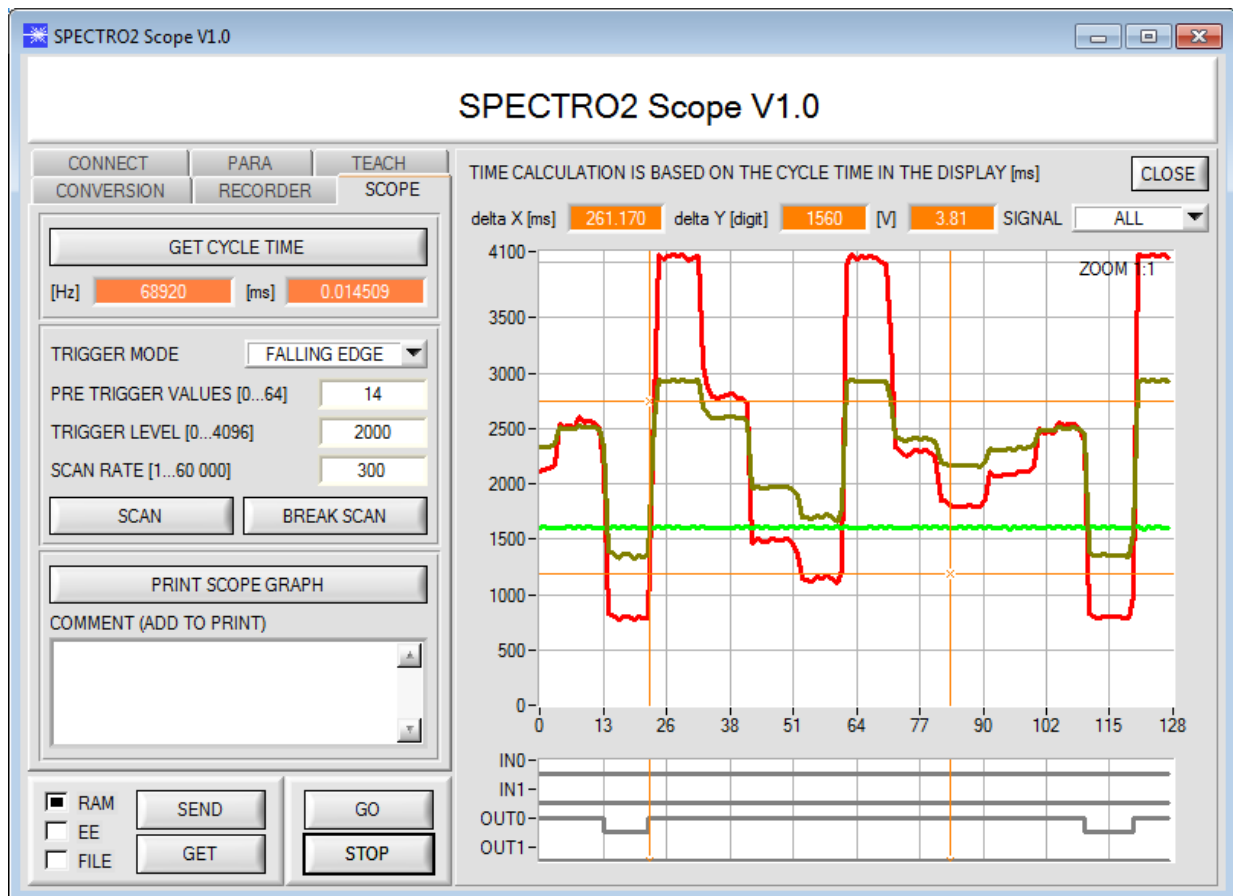 SPECTRO2 Scope V1.0
SPECTRO2 Scope V1.0
CONNECT PARA TEACH
CONVERSION RECORDER SCOPE
GET CYCLE TIME
[Hz] 68920 [ms] 0.014509
TRIGGER MODE FALLING EDGE
PRE TRIGGER VALUES [0...64] 14
TRIGGER LEVEL [0...4096] 2000
SCAN RATE [1...60 000] 300
SCAN BREAK SCAN
PRINT SCOPE GRAPH
COMMENT (ADD TO PRINT)
RAM SEND GO
EE
FILE GET STOP
TIME CALCULATION IS BASED ON THE CYCLE TIME IN THE DISPLAY [ms] CLOSE
delta X [ms] 261.170 delta Y [digit] 1560 [V] 3.81 SIGNAL ALL
4100
ZOOM 1:1
3500
3000
2500
2000
1500
1000
500
0
0 13 26 38 51 64 77 90 102 115 128
IN0
IN1
OUT0
OUT1